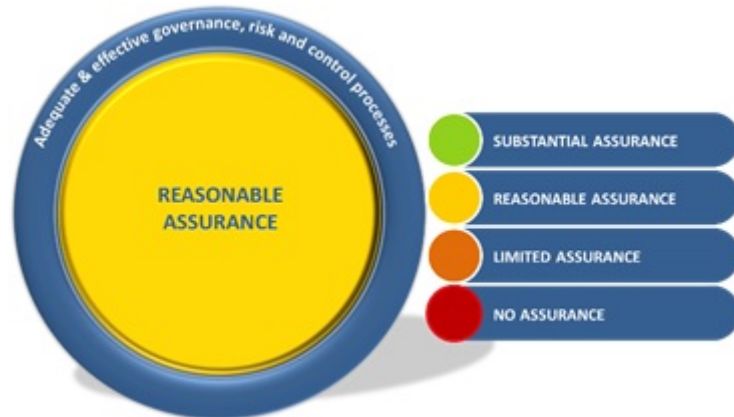 Adequate & effective governance, risk and control processes
REASONABLE
ASSURANCE
SUBSTANTIAL ASSURANCE
REASONABLE ASSURANCE
LIMITED ASSURANCE
NO ASSURANCE